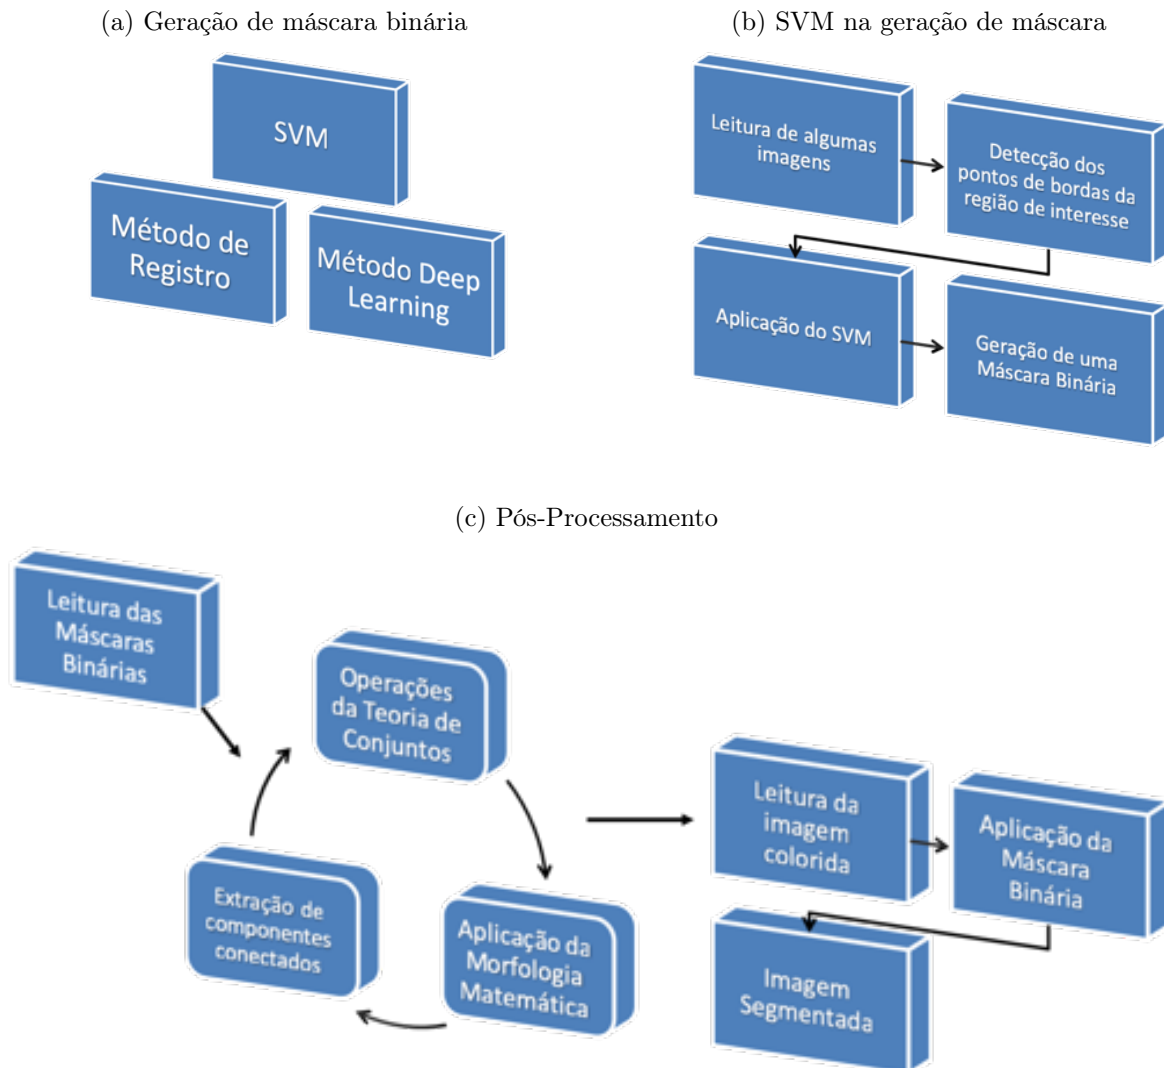 (a) Geração de máscara binária
SVM
Método de
Registro
Método Deep
Learning
(b) SVM na geração de máscara
Leitura de algumas
imagens
Detecção dos
pontos de bordas da
região de interesse
Aplicação do SVM
Geração de uma
Máscara Binária
(c) Pós-Processamento
Leitura das
Máscaras
Binárias
Operações
da Teoria de
Conjuntos
Aplicação da
Morfologia
Matemática
Extração de
componentes
conectados
Leitura da
imagem
colorida
Aplicação da
Máscara
Binária
Imagem
Segmentada